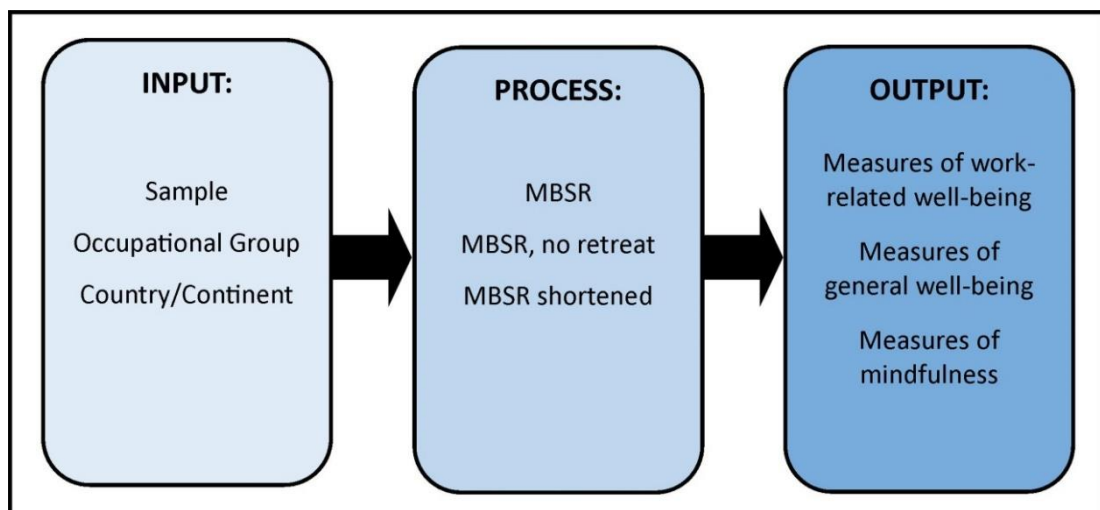 INPUT:
Sample
Occupational Group
Country/Continent
PROCESS:
MBSR
MBSR, no retreat
MBSR shortened
OUTPUT:
Measures of work-
related well-being
Measures of
general well-being
Measures of
mindfulness